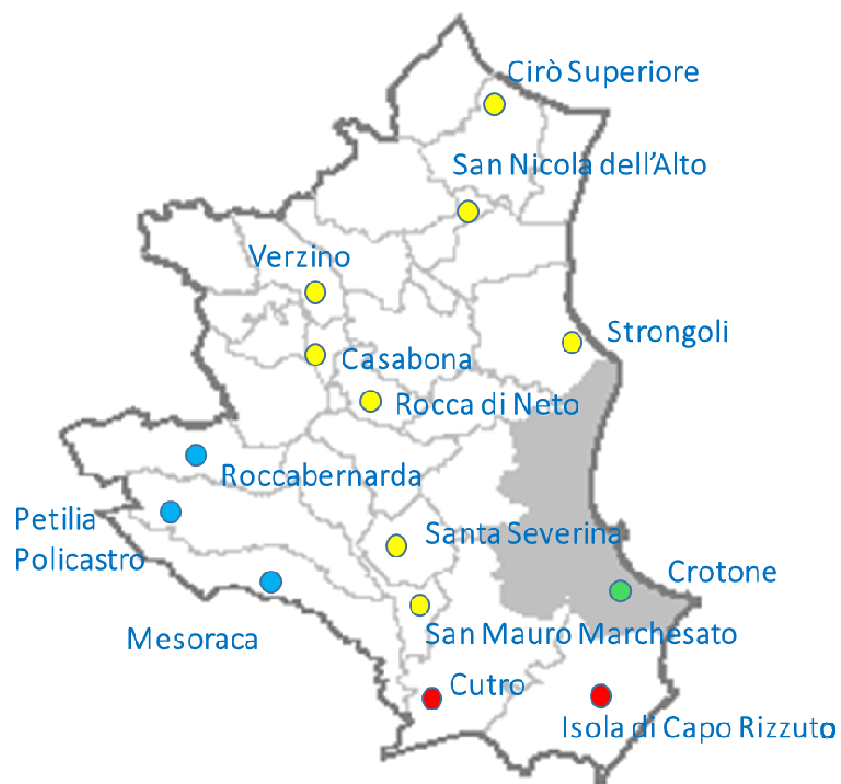 Cirò Superiore
San Nicola dell'Alto
Verzino
Strongoli
Casabona
Rocca di Neto
Roccabernarda
Petilia
Policastro
Santa Severina
Crotone
Mesoraca
San Mauro Marchesato
Cutro
Isola di Capo Rizzuto